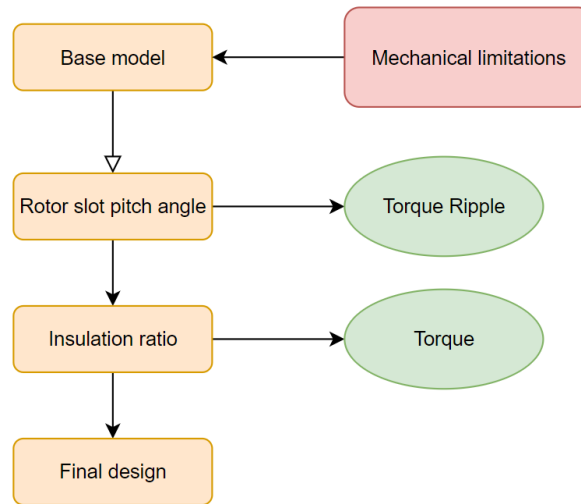 Base model
Mechanical limitations
Rotor slot pitch angle
Torque Ripple
Insulation ratio
Torque
Final design